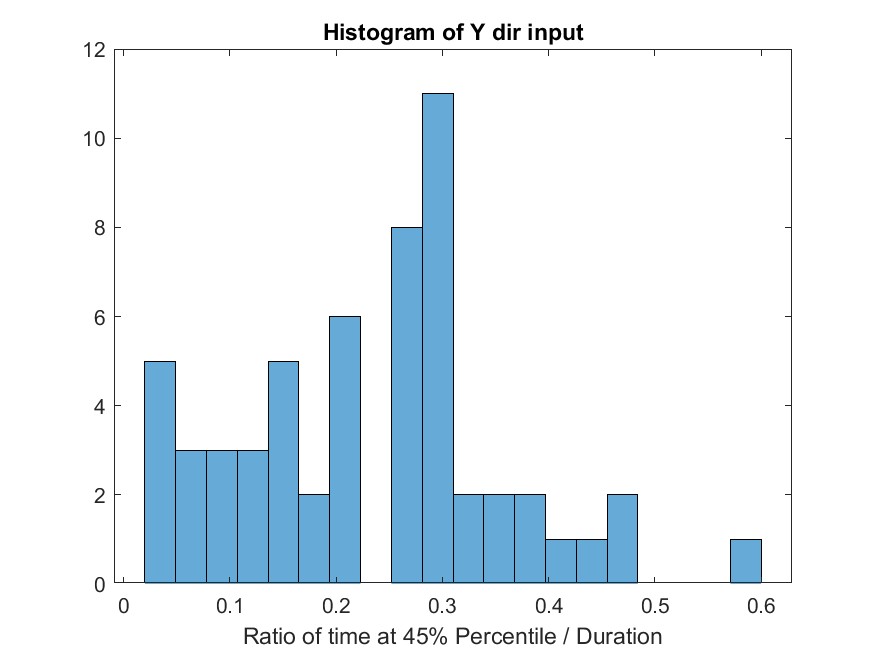 Histogram of Y dir input
12
10
8
6
4
2
0
0 0.1 0.2 0.3 0.4 0.5 0.6
Ratio of time at 45% Percentile / Duration